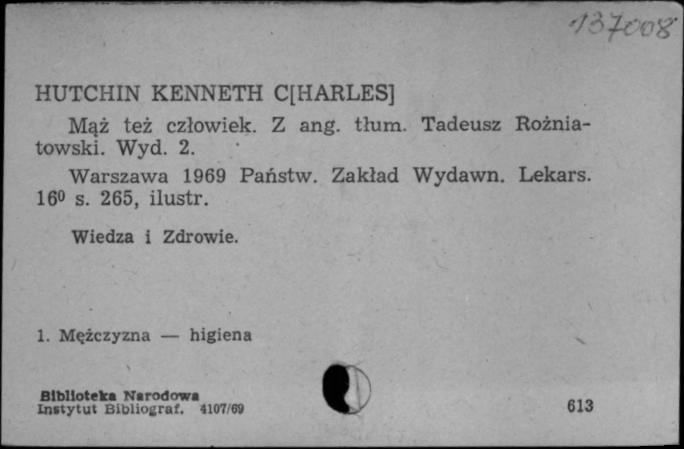 137008
HUTCHIN KENNETH C[HARLES]
Mąż też człowiek. Z ang. tłum. Tadeusz Rożnia-
towski. Wyd. 2.
Warszawa 1969 Państw. Zakład Wydawn. Lekars.
16⁰ s. 265, ilustr.
Wiedza i Zdrowie.
1. Mężczyzna — higiena
Biblioteka Narodowa
Instytut Bibliograf. 4107/69
613